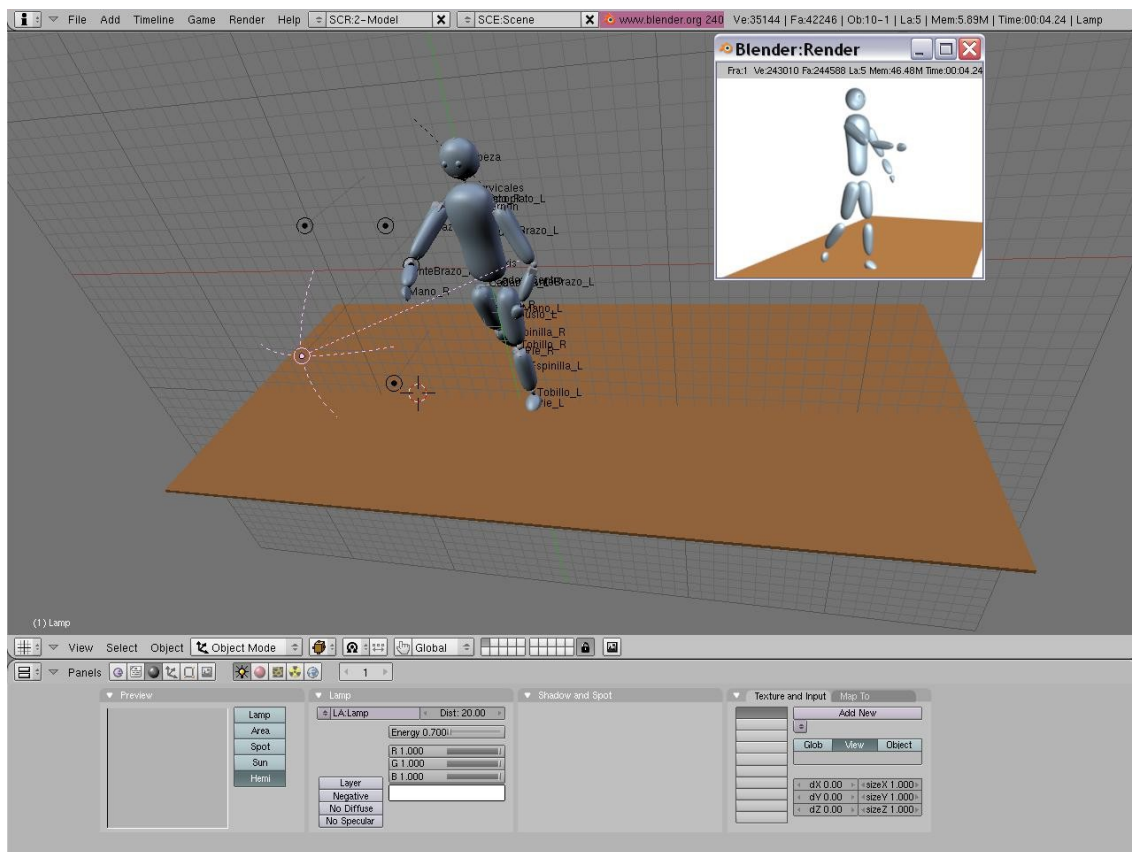 File Add Timeline Game Render Help SCR:2-Model SCE:Scene www.blender.org 240 Ve:35144 | Fa:42246 | Ob:10-1 | La:5 | Mem:5.89M | Time:00:04.24 | Lamp
Blender:Render
Fra:1 Ve:243010 Fa:244588 La:5 Mem:46.48M Time:00:04.24
beza
rvicales
Brazo_L
nteBrazo_
Brazo_L
Mano_R
Mano_L
pinilla_R
Tobillo_R
Pie_R
Espinilla_L
Tobillo_L
Pie_L
(1) Lamp
View Select Object Object Mode Global
Panels 1
Preview
Lamp
Area
Spot
Sun
Hemi
Lamp
LA:Lamp Dist: 20.00
Energy 0.700
R 1.000
G 1.000
B 1.000
Layer
Negative
No Diffuse
No Specular
Shadow and Spot
Texture and Input Map To
Add New
Glob View Object
dX 0.00 sizeX 1.000
dY 0.00 sizeY 1.000
dZ 0.00 sizeZ 1.000